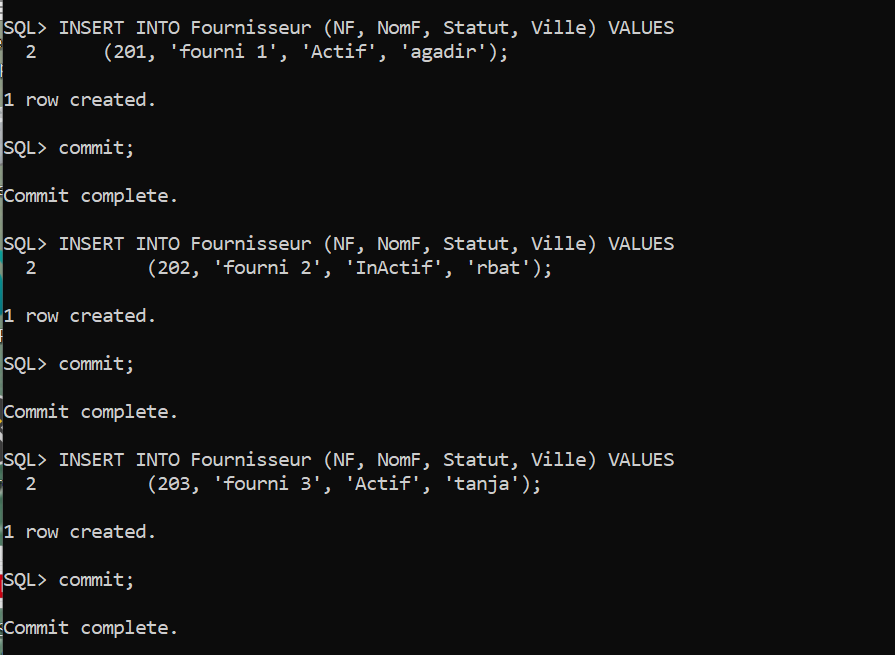 SQL> INSERT INTO Fournisseur (NF, NomF, Statut, Ville) VALUES
2 (201, 'fourni 1', 'Actif', 'agadir');
1 row created.
SQL> commit;
Commit complete.
SQL> INSERT INTO Fournisseur (NF, NomF, Statut, Ville) VALUES
2 (202, 'fourni 2', 'InActif', 'rbat');
1 row created.
SQL> commit;
Commit complete.
SQL> INSERT INTO Fournisseur (NF, NomF, Statut, Ville) VALUES
2 (203, 'fourni 3', 'Actif', 'tanja');
1 row created.
SQL> commit;
Commit complete.